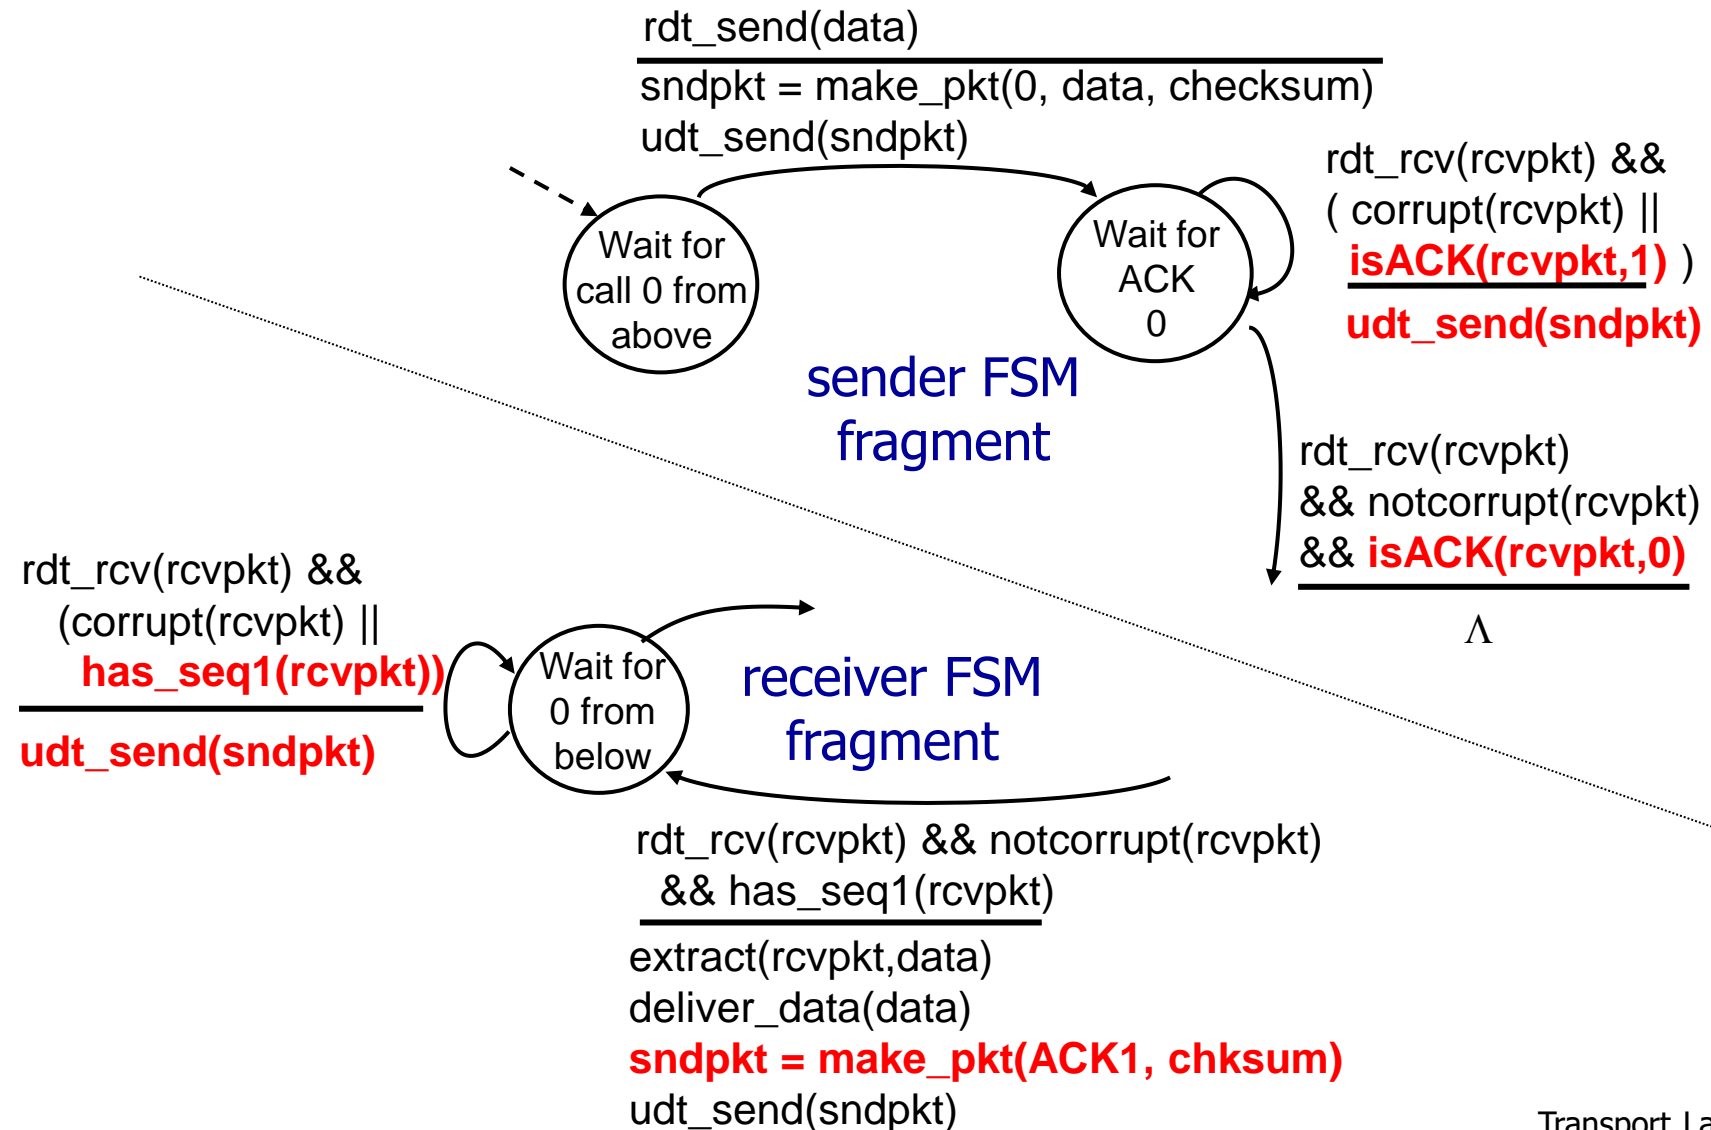 rdt_send(data)
sndpkt = make_pkt(0, data, checksum)
udt_send(sndpkt)
rdt_rcv(rcvpkt) &&
( corrupt(rcvpkt) ||
isACK(rcvpkt,1) )
udt_send(sndpkt)
Wait for
call 0 from
above
Wait for
ACK
0
sender FSM
fragment
rdt_rcv(rcvpkt)
&& notcorrupt(rcvpkt)
&& isACK(rcvpkt,0)
Λ
rdt_rcv(rcvpkt) &&
(corrupt(rcvpkt) ||
has_seq1(rcvpkt))
udt_send(sndpkt)
Wait for
0 from
below
receiver FSM
fragment
rdt_rcv(rcvpkt) && notcorrupt(rcvpkt)
&& has_seq1(rcvpkt)
extract(rcvpkt,data)
deliver_data(data)
sndpkt = make_pkt(ACK1, chksum)
udt_send(sndpkt)
Transport La